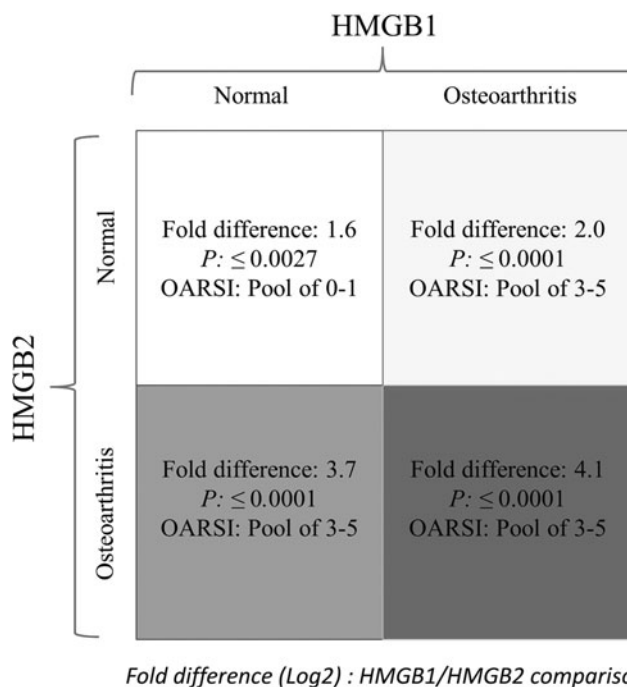 HMGB1
Normal
Osteoarthritis
HMGB2
Normal
Fold difference: 1.6
P: ≤ 0.0027
OARSI: Pool of 0-1
Fold difference: 2.0
P: ≤ 0.0001
OARSI: Pool of 3-5
Osteoarthritis
Fold difference: 3.7
P: ≤ 0.0001
OARSI: Pool of 3-5
Fold difference: 4.1
P: ≤ 0.0001
OARSI: Pool of 3-5
Fold difference (Log2) : HMGB1/HMGB2